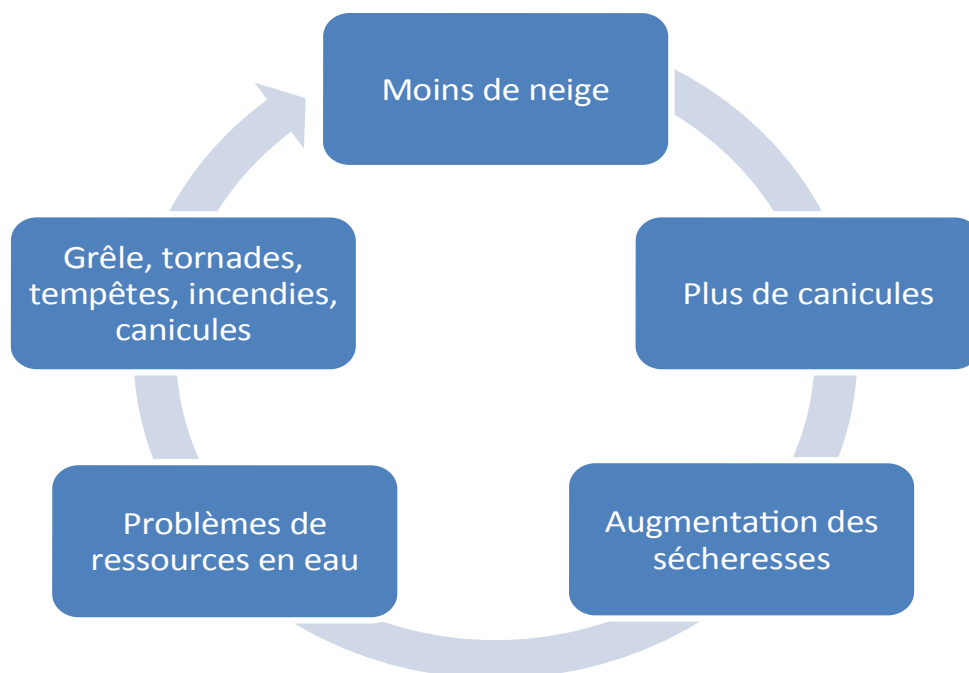 Moins de neige
Plus de canicules
Augmentation des
sécheresses
Problèmes de
ressources en eau
Grêle, tornades,
tempêtes, incendies,
canicules